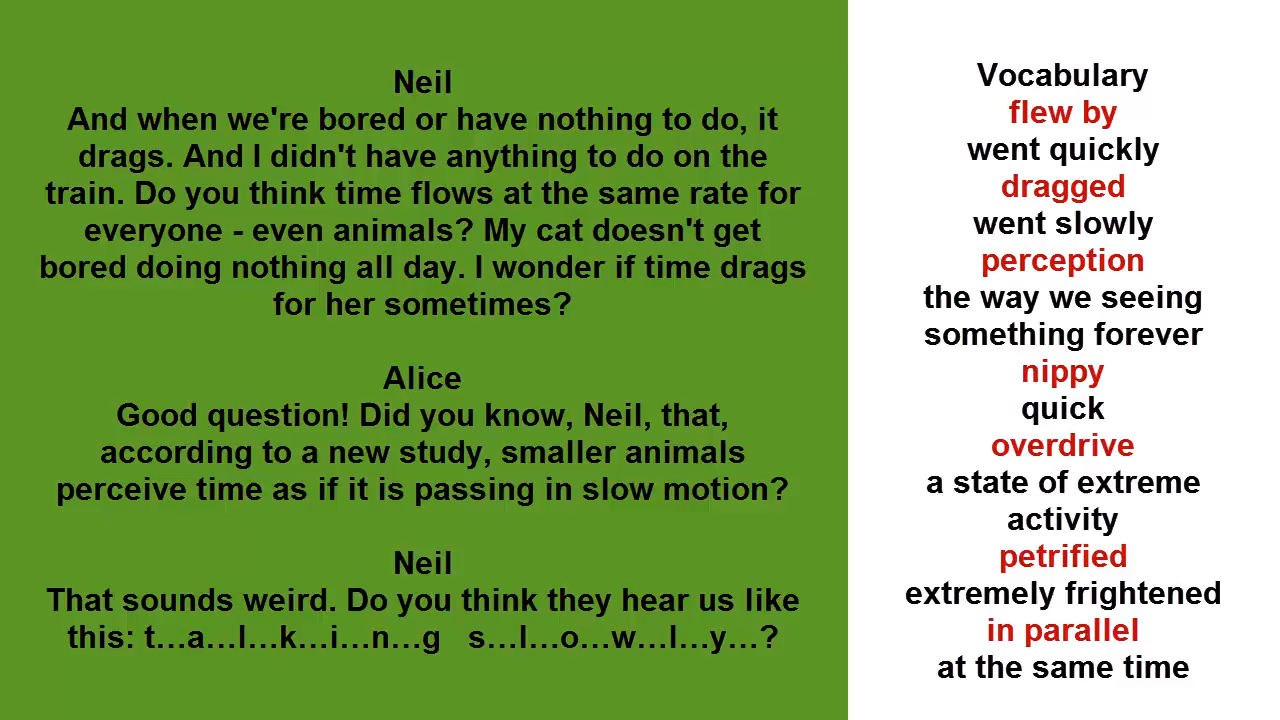 Neil
And when we're bored or have nothing to do, it
drags. And I didn't have anything to do on the
train. Do you think time flows at the same rate for
everyone - even animals? My cat doesn't get
bored doing nothing all day. I wonder if time drags
for her sometimes?
Alice
Good question! Did you know, Neil, that,
according to a new study, smaller animals
perceive time as if it is passing in slow motion?
Neil
That sounds weird. Do you think they hear us like
this: t…a…l…k…i…n…g   s…l…o…w…l…y…?
Vocabulary
flew by
went quickly
dragged
went slowly
perception
the way we seeing
something forever
nippy
quick
overdrive
a state of extreme
activity
petrified
extremely frightened
in parallel
at the same time